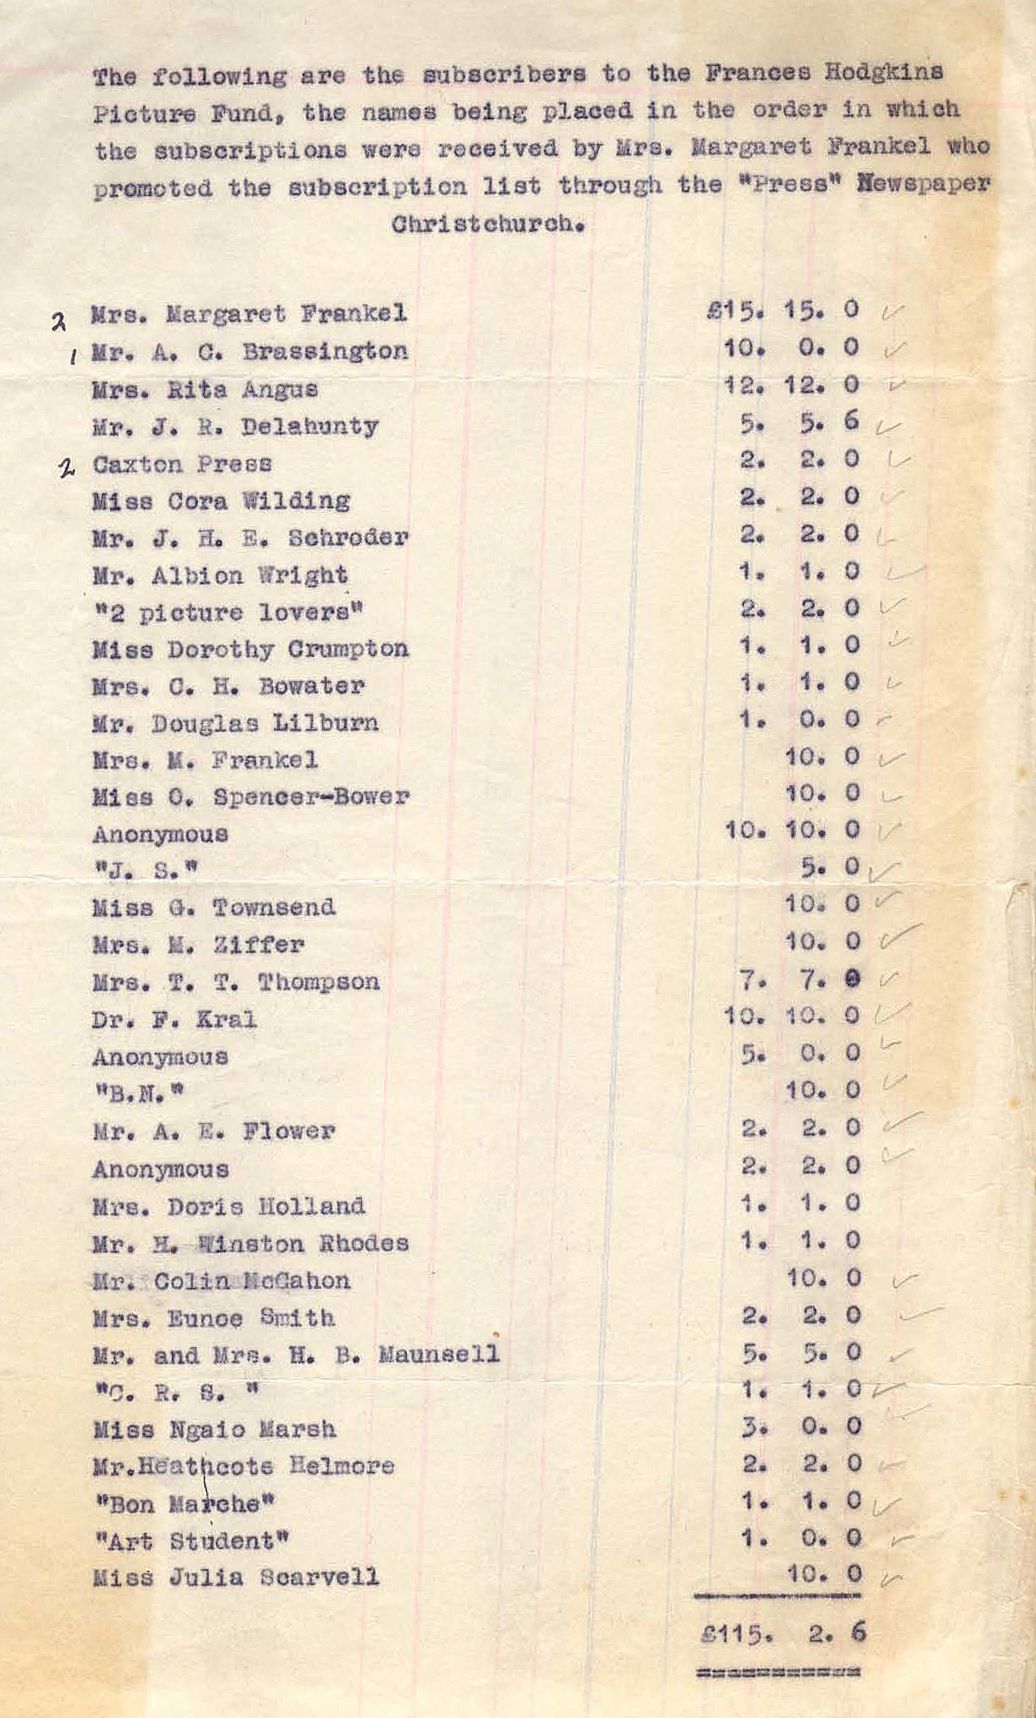 The following are the subscribers to the Frances Hodgkins
Picture Fund, the names being placed in the order in which
the subscriptions were received by Mrs. Margaret Frankel who
promoted the subscription list through the "Press" Newspaper
Christchurch.
2 Mrs. Margaret Frankel £15. 15. 0
1 Mr. A. C. Brassington 10. 0. 0
Mrs. Rita Angus 12. 12. 0
Mr. J. R. Delahunty 5. 5. 6
2 Caxton Press 2. 2. 0
Miss Cora Wilding 2. 2. 0
Mr. J. H. E. Schroder 2. 2. 0
Mr. Albion Wright 1. 1. 0
"2 picture lovers" 2. 2. 0
Miss Dorothy Crumpton 1. 1. 0
Mrs. C. H. Bowater 1. 1. 0
Mr. Douglas Lilburn 1. 0. 0
Mrs. M. Frankel 10. 0
Miss O. Spencer-Bower 10. 0
Anonymous 10. 10. 0
"J. S." 5. 0
Miss G. Townsend 10. 0
Mrs. M. Ziffer 10. 0
Mrs. T. T. Thompson 7. 7. 0
Dr. F. Kral 10. 10. 0
Anonymous 5. 0. 0
"B.N." 10. 0
Mr. A. E. Flower 2. 2. 0
Anonymous 2. 2. 0
Mrs. Doris Holland 1. 1. 0
Mr. H. Winston Rhodes 1. 1. 0
Mr. Colin McCahon 10. 0
Mrs. Eunoe Smith 2. 2. 0
Mr. and Mrs. H. B. Maunsell 5. 5. 0
"C. R. S. " 1. 1. 0
Miss Ngaio Marsh 3. 0. 0
Mr.Heathcote Helmore 2. 2. 0
"Bon Marche" 1. 1. 0
"Art Student" 1. 0. 0
Miss Julia Scarvell 10. 0
£115. 2. 6